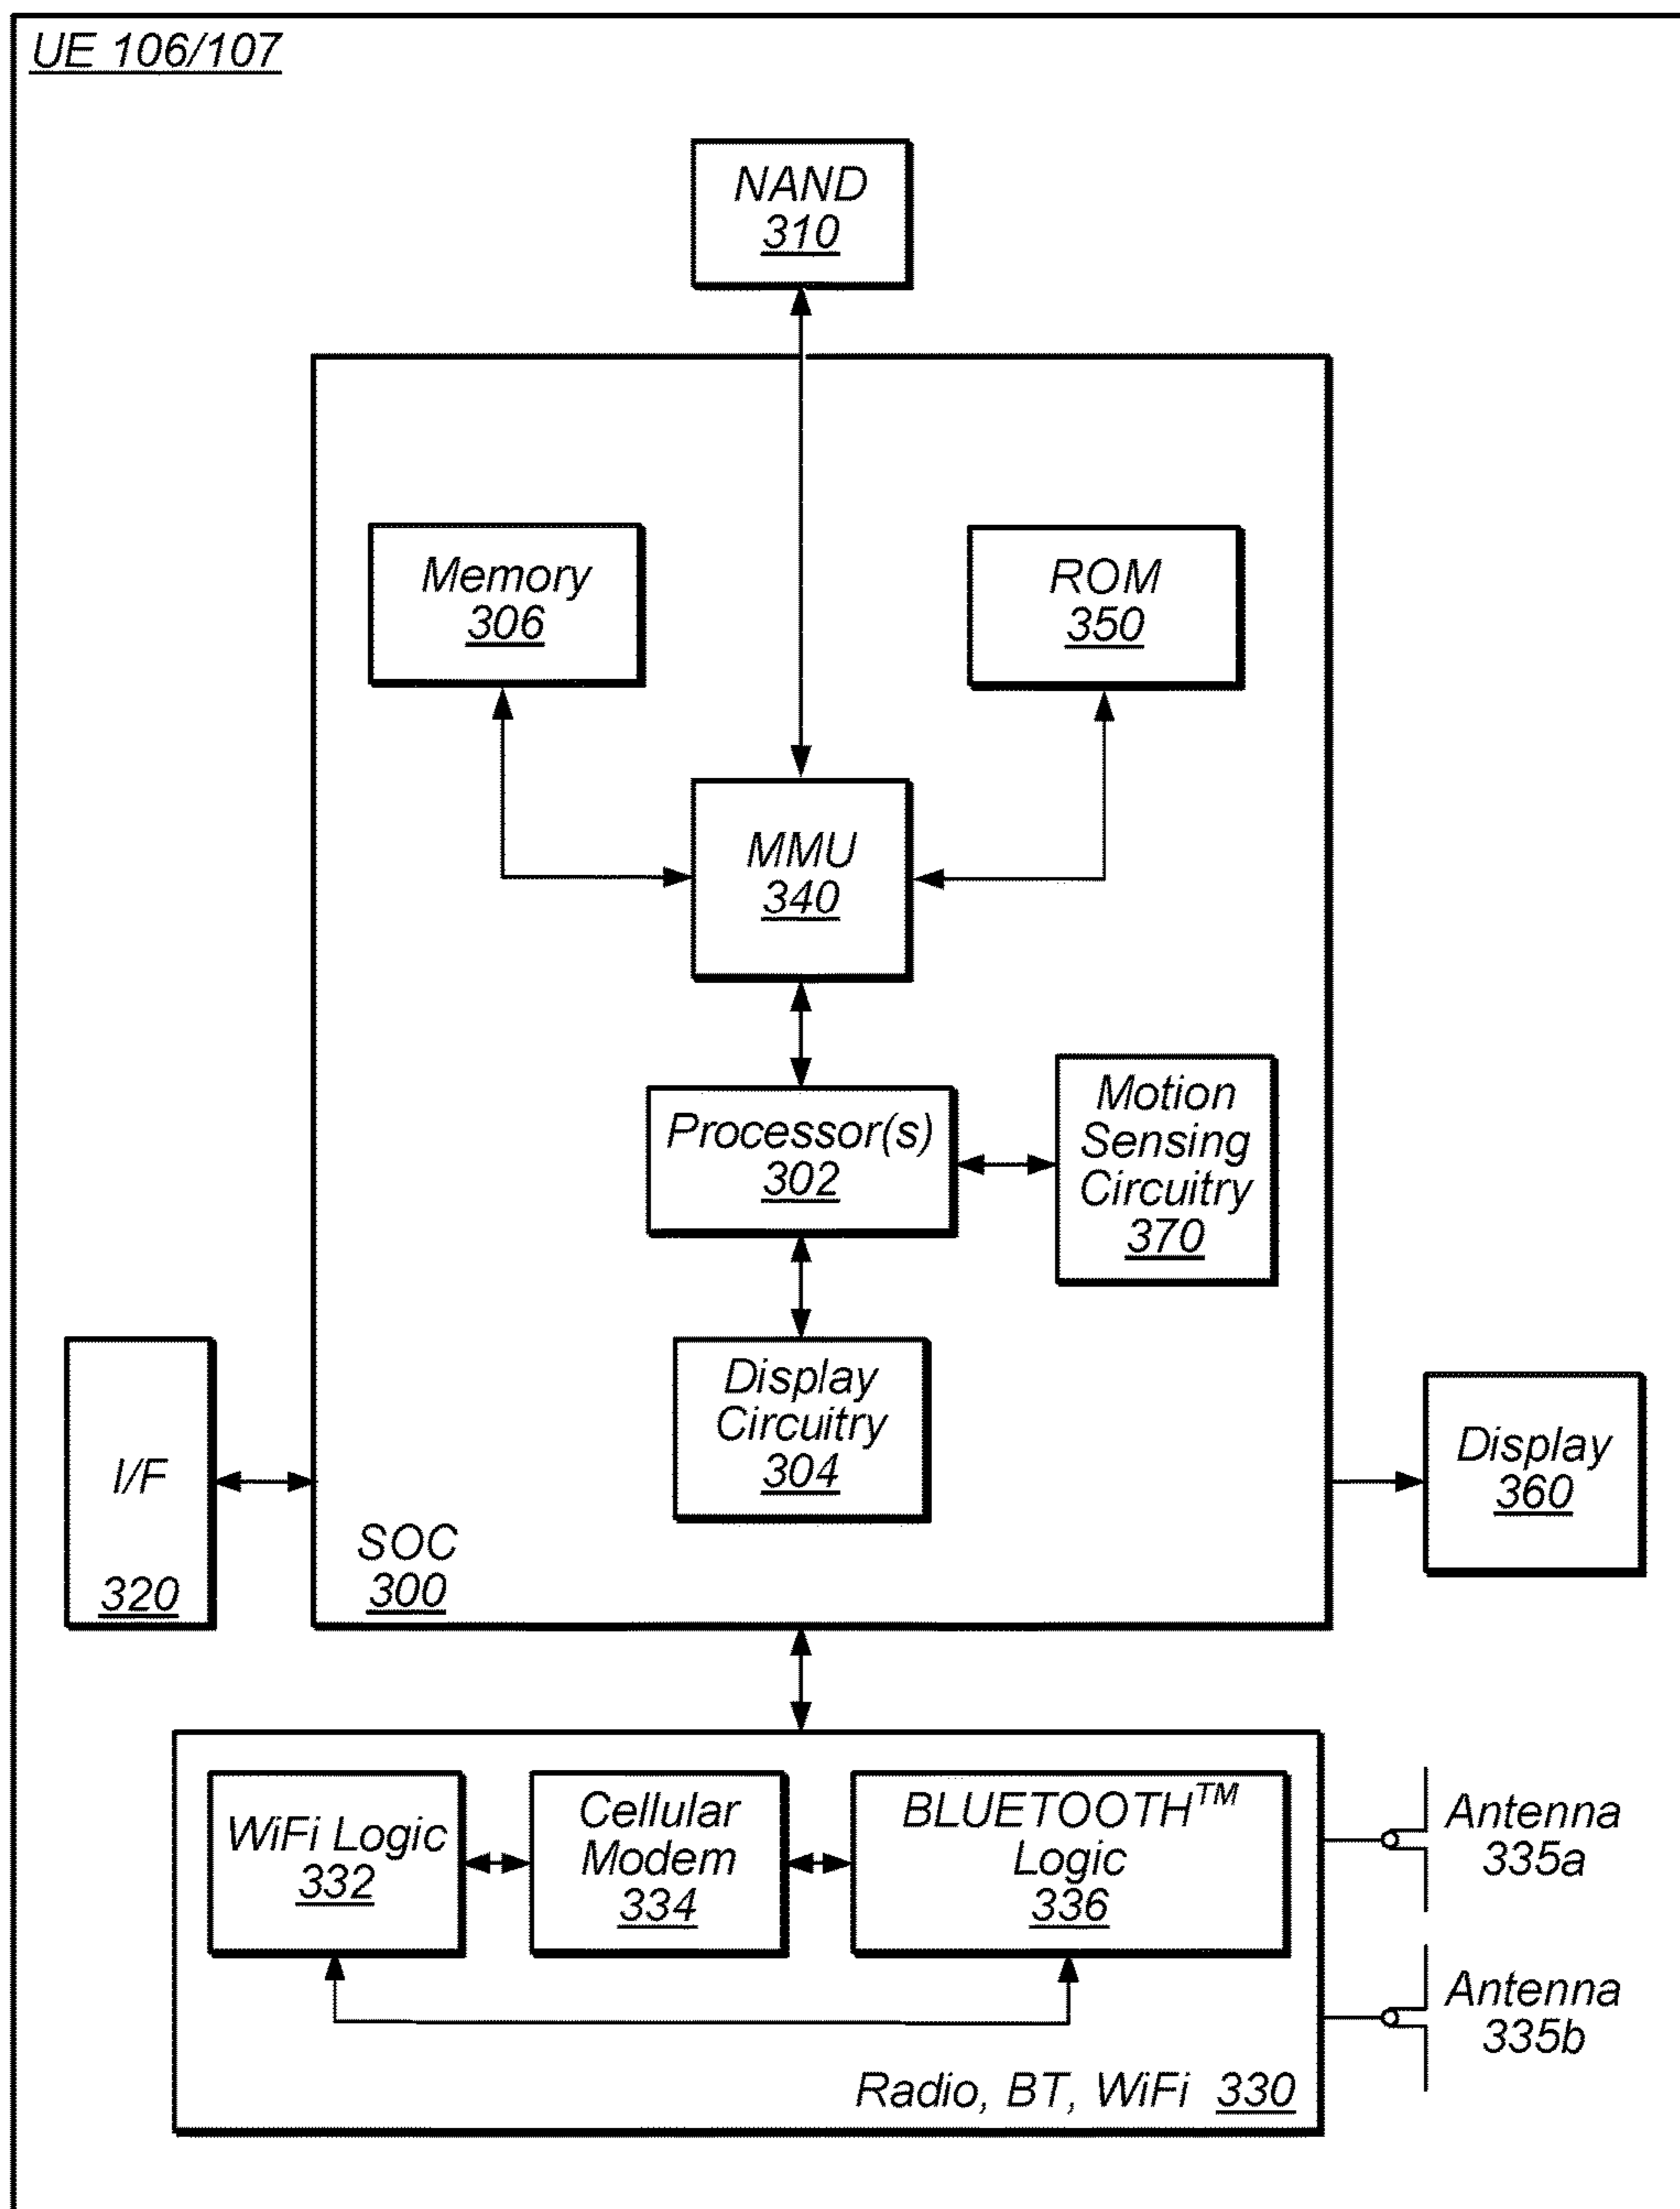 UE 106/107
NAND
310
Memory
306
ROM
350
MMU
340
Processor(s)
302
Motion
Sensing
Circuitry
370
Display
Circuitry
304
I/F
320
SOC
300
Display
360
WiFi Logic
332
Cellular
Modem
334
BLUETOOTH™
Logic
336
Antenna
335a
Antenna
335b
Radio, BT, WiFi 330